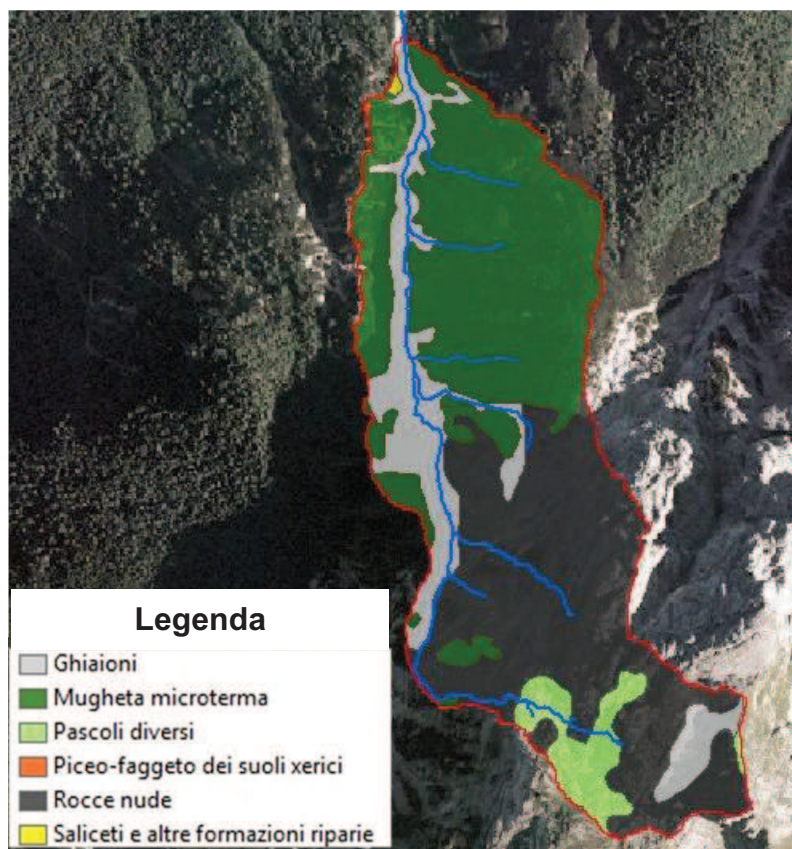 Legenda
Ghiaioni
Mugheta microterma
Pascoli diversi
Piceo-faggeto dei suoli xerici
Rocce nude
Saliceti e altre formazioni riparie